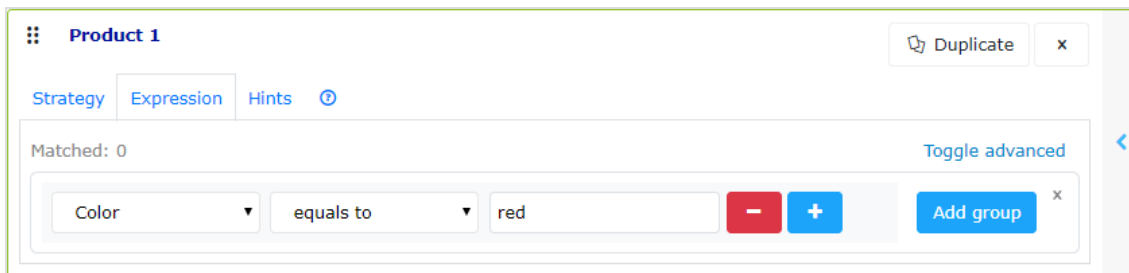 Product 1
Duplicate x
Strategy Expression Hints ?
Matched: 0 Toggle advanced
Color equals to red − + Add group x